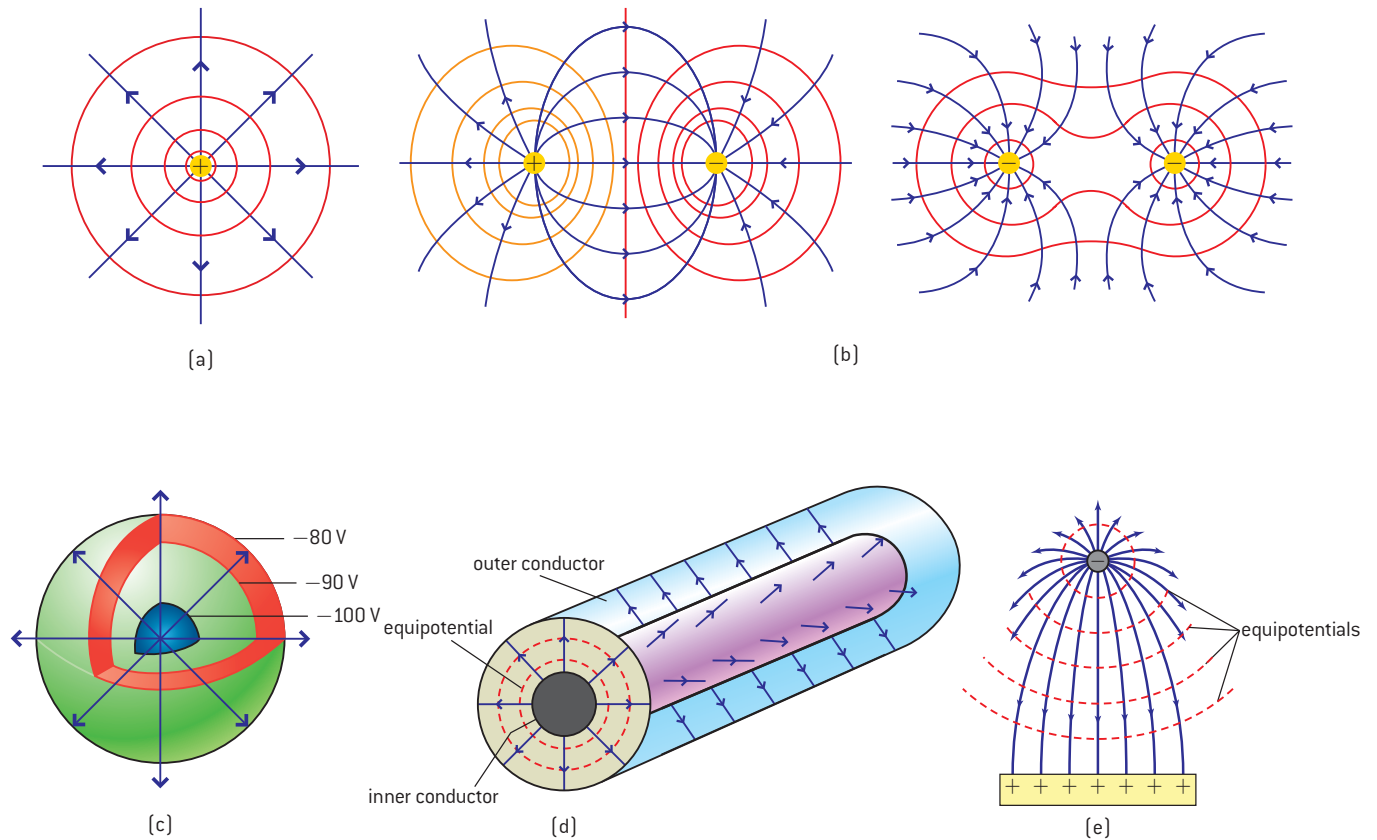 +
+ − − −
(a)
(b)
−80 V
−90 V
−100 V
outer conductor
equipotential
inner conductor
−
equipotentials
+ + + + + + +
(c)
(d)
(e)